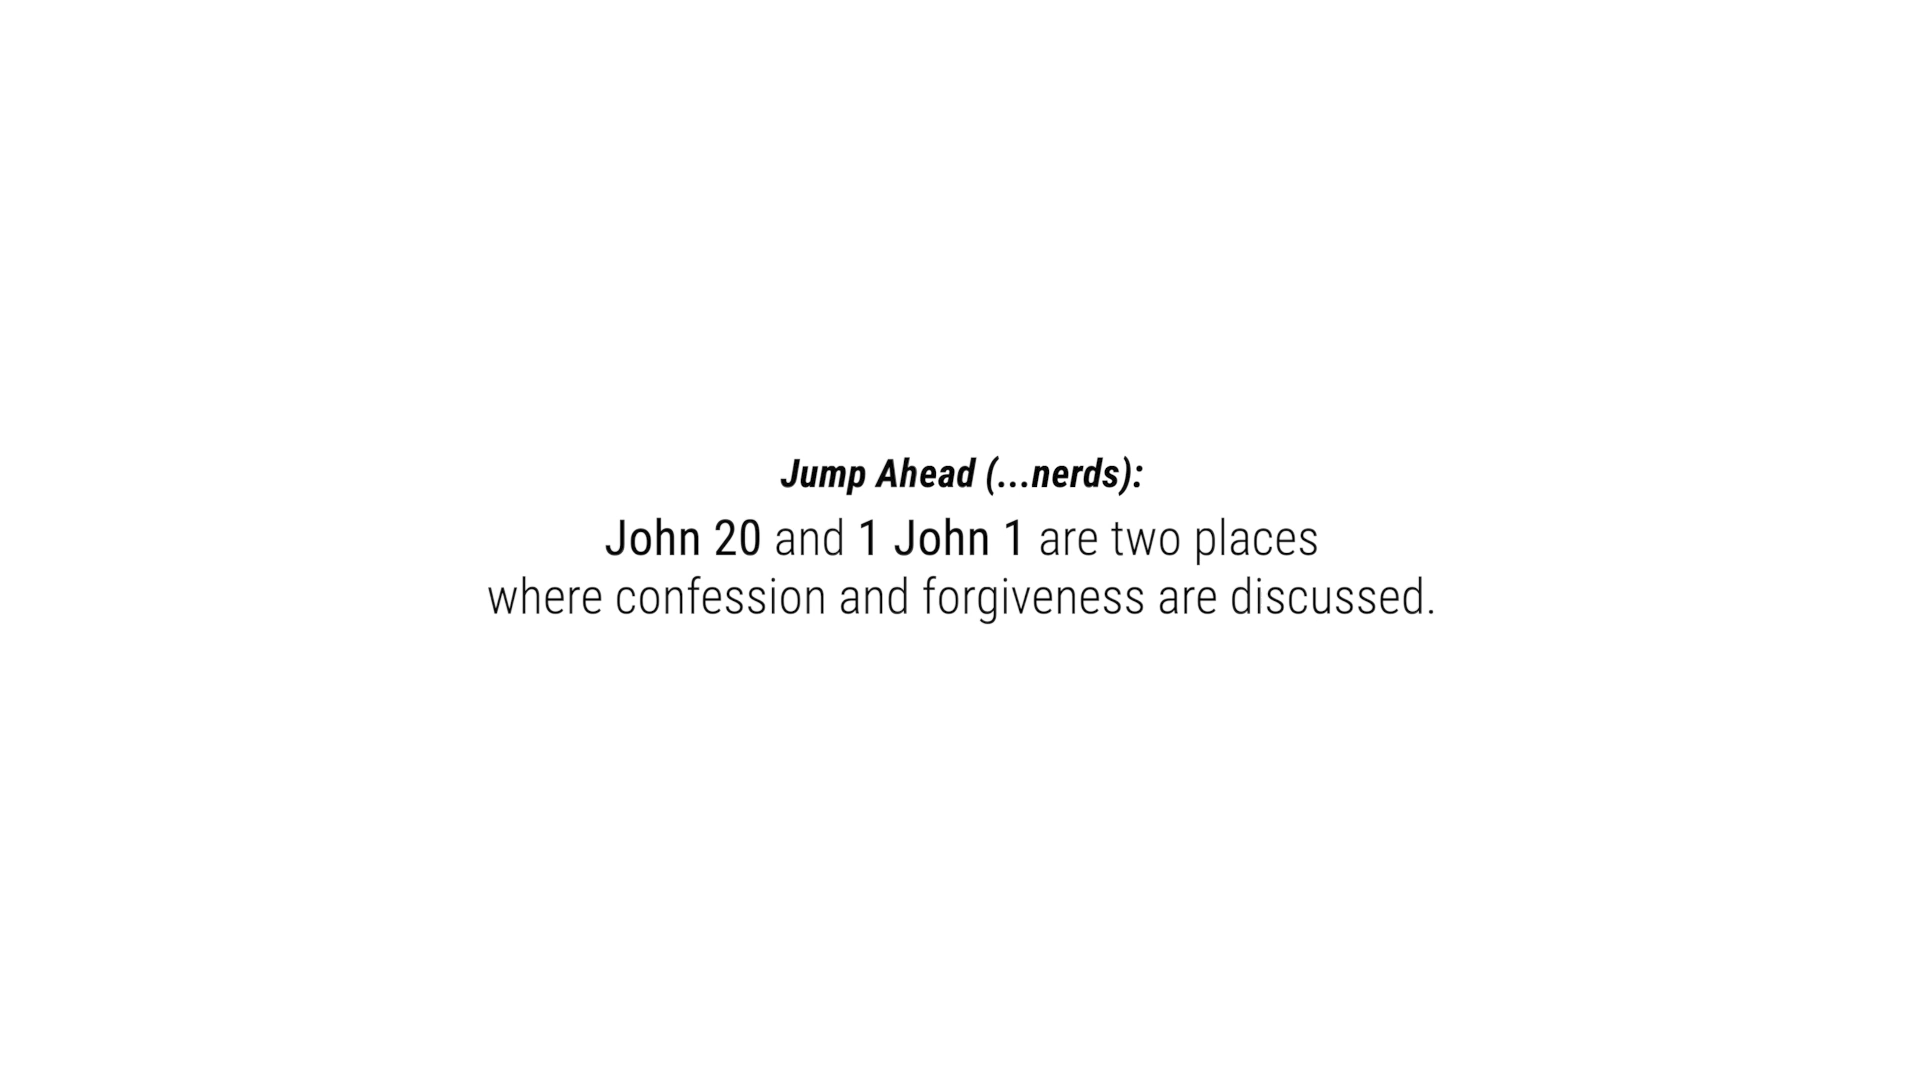 Jump Ahead (...nerds):
John 20 and 1 John 1 are two places
where confession and forgiveness are discussed.